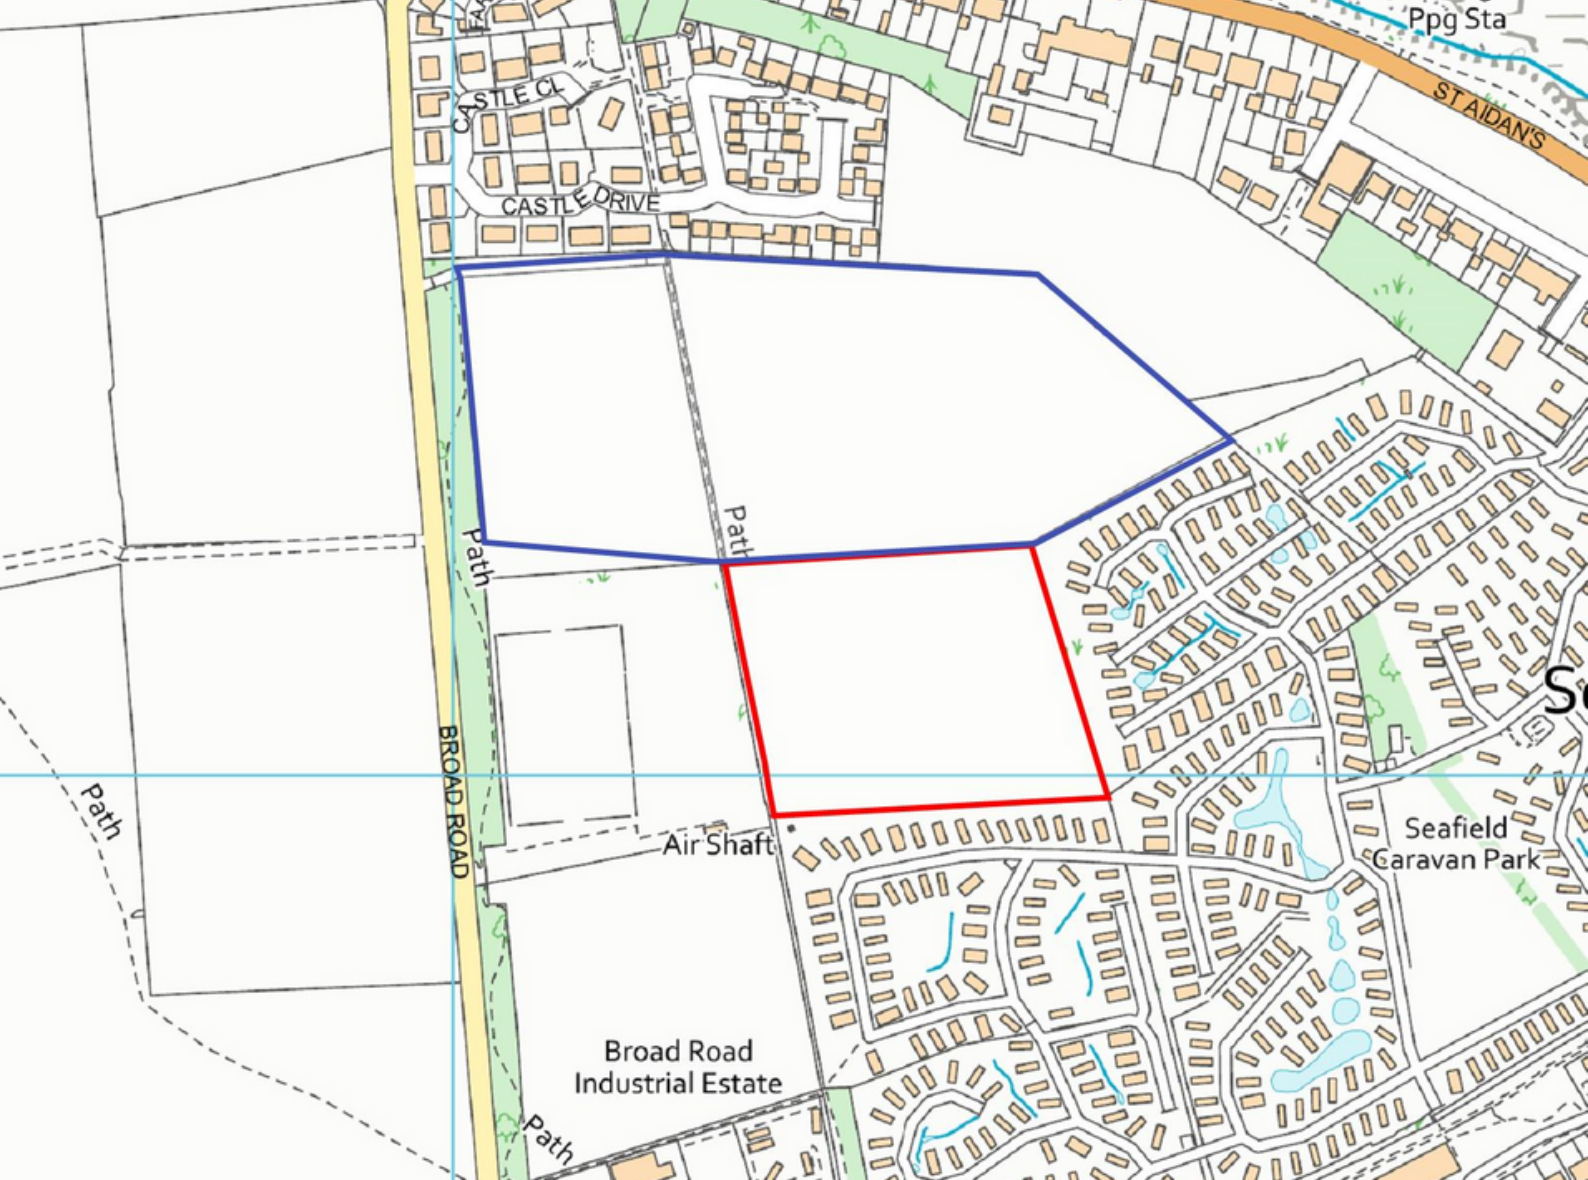 Ppg Sta
ST AIDAN'S
CASTLE CL
CASTLE DRIVE
Path
Path
BROAD ROAD
Path
Air Shaft
Seafield
Caravan Park
Broad Road
Industrial Estate
Path